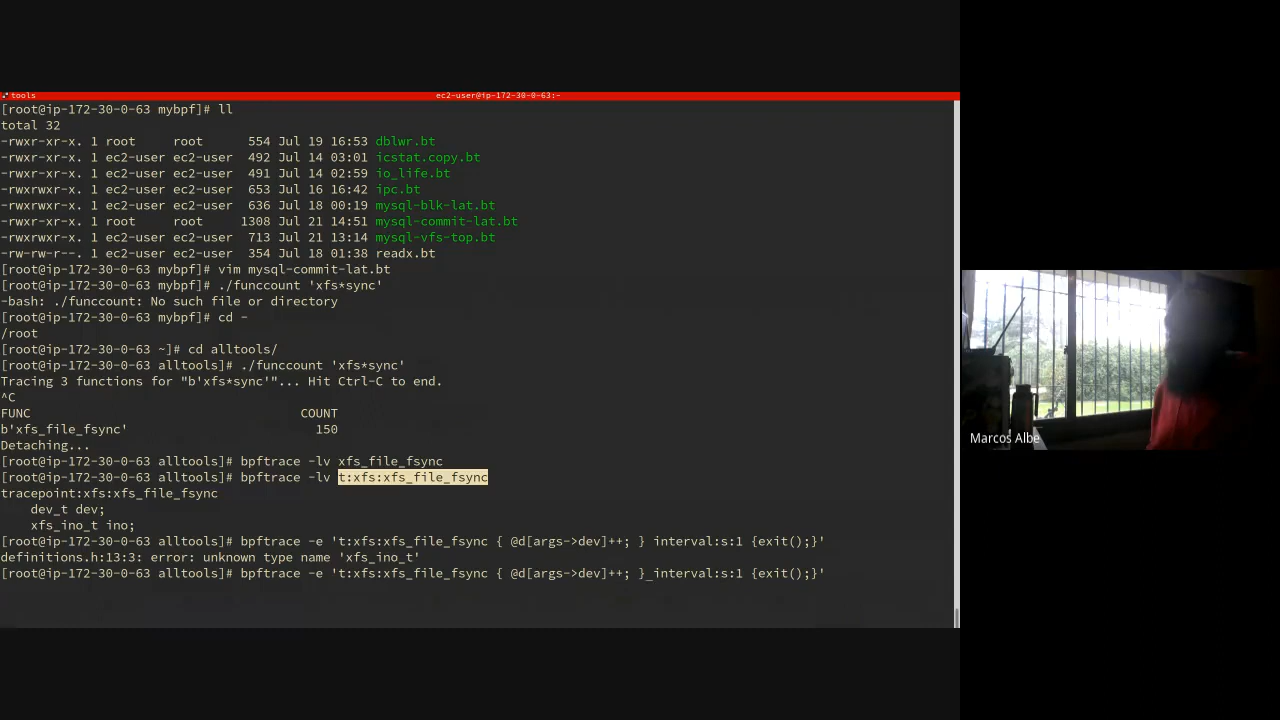 tools
ec2-user@ip-172-30-0-63:~
[root@ip-172-30-0-63 mybpf]# ll
total 32
-rwxr-xr-x. 1 root     root      554 Jul 19 16:53 dblwr.bt
-rwxr-xr-x. 1 ec2-user ec2-user  492 Jul 14 03:01 icstat.copy.bt
-rwxr-xr-x. 1 ec2-user ec2-user  491 Jul 14 02:59 io_life.bt
-rwxrwxr-x. 1 ec2-user ec2-user  653 Jul 16 16:42 ipc.bt
-rwxrwxr-x. 1 ec2-user ec2-user  636 Jul 18 00:19 mysql-blk-lat.bt
-rwxr-xr-x. 1 root     root     1308 Jul 21 14:51 mysql-commit-lat.bt
-rwxrwxr-x. 1 ec2-user ec2-user  713 Jul 21 13:14 mysql-vfs-top.bt
-rw-rw-r--. 1 ec2-user ec2-user  354 Jul 18 01:38 readx.bt
[root@ip-172-30-0-63 mybpf]# vim mysql-commit-lat.bt
[root@ip-172-30-0-63 mybpf]# ./funccount 'xfs*sync'
-bash: ./funccount: No such file or directory
[root@ip-172-30-0-63 mybpf]# cd -
/root
[root@ip-172-30-0-63 ~]# cd alltools/
[root@ip-172-30-0-63 alltools]# ./funccount 'xfs*sync'
Tracing 3 functions for "b'xfs*sync'"... Hit Ctrl-C to end.
^C
FUNC                                    COUNT
b'xfs_file_fsync'                         150
Detaching...
[root@ip-172-30-0-63 alltools]# bpftrace -lv xfs_file_fsync
[root@ip-172-30-0-63 alltools]# bpftrace -lv t:xfs:xfs_file_fsync
tracepoint:xfs:xfs_file_fsync
    dev_t dev;
    xfs_ino_t ino;
[root@ip-172-30-0-63 alltools]# bpftrace -e 't:xfs:xfs_file_fsync { @d[args->dev]++; } interval:s:1 {exit();}'
definitions.h:13:3: error: unknown type name 'xfs_ino_t'
[root@ip-172-30-0-63 alltools]# bpftrace -e 't:xfs:xfs_file_fsync { @d[args->dev]++; }_interval:s:1 {exit();}'
Marcos Albe